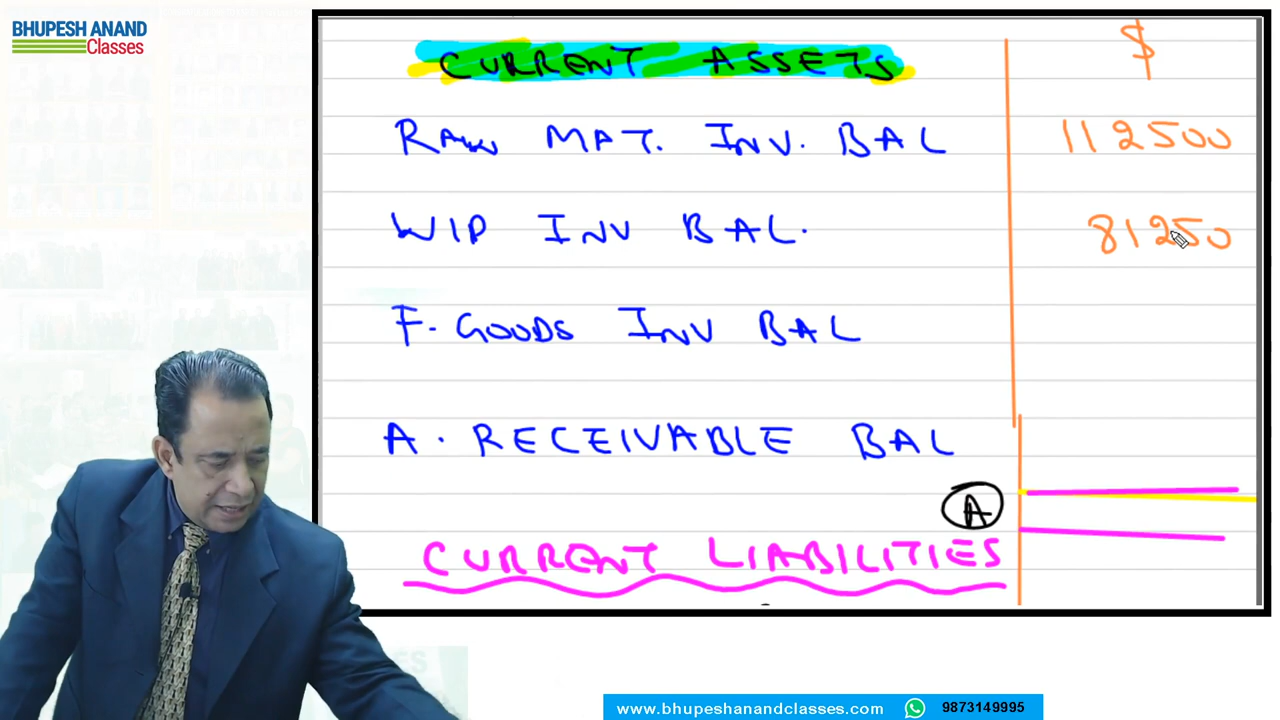 BHUPESH ANAND
Classes
$
CURRENT ASSETS
RAW MAT. INV. BAL 112500
WIP INV BAL. 81250
F. GOODS INV BAL
A. RECEIVABLE BAL
A
CURRENT LIABILITIES
www.bhupeshanandclasses.com 9873149995